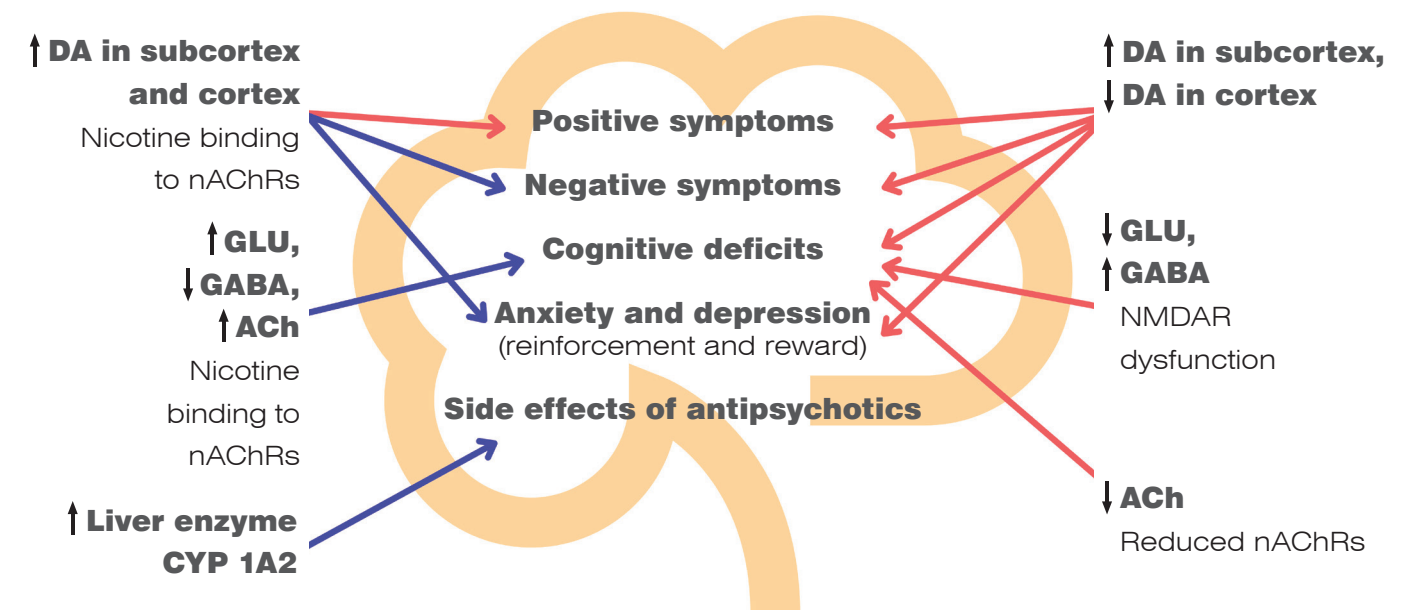 ↑ DA in subcortex
and cortex
Nicotine binding
to nAChRs
↑ GLU,
↓ GABA,
↑ ACh
Nicotine
binding to
nAChRs
↑ Liver enzyme
CYP 1A2
Positive symptoms
Negative symptoms
Cognitive deficits
Anxiety and depression
(reinforcement and reward)
Side effects of antipsychotics
↑ DA in subcortex,
↓ DA in cortex
↓ GLU,
↑ GABA
NMDAR
dysfunction
↓ ACh
Reduced nAChRs